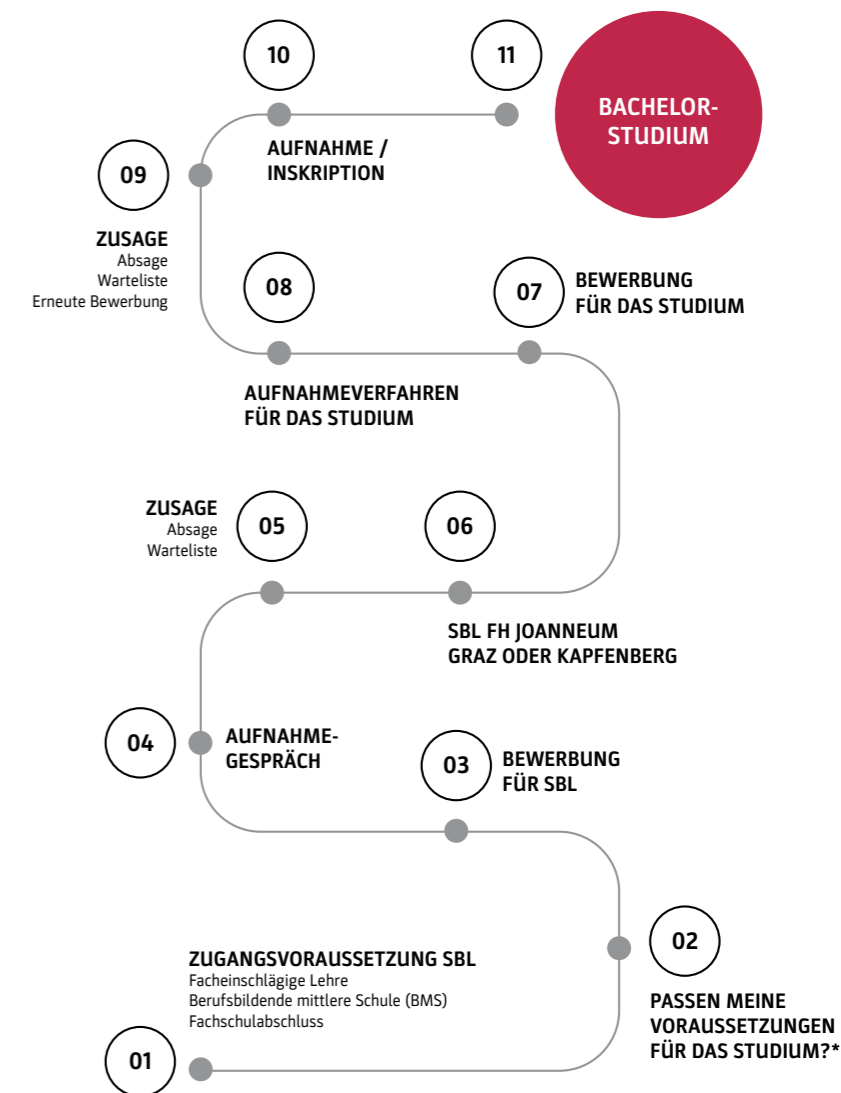 10
11
BACHELOR-
STUDIUM
AUFNAHME /
INSKRIPTION
09
ZUSAGE
Absage
Warteliste
Erneute Bewerbung
08
07
BEWERBUNG
FÜR DAS STUDIUM
AUFNAHMEVERFAHREN
FÜR DAS STUDIUM
ZUSAGE
Absage
Warteliste
05
06
SBL FH JOANNEUM
GRAZ ODER KAPFENBERG
04
AUFNAHME-
GESPRÄCH
03
BEWERBUNG
FÜR SBL
02
PASSEN MEINE
VORAUSSETZUNGEN
FÜR DAS STUDIUM?*
ZUGANGSVORAUSSETZUNG SBL
Facheinschlägige Lehre
Berufsbildende mittlere Schule (BMS)
Fachschulabschluss
01